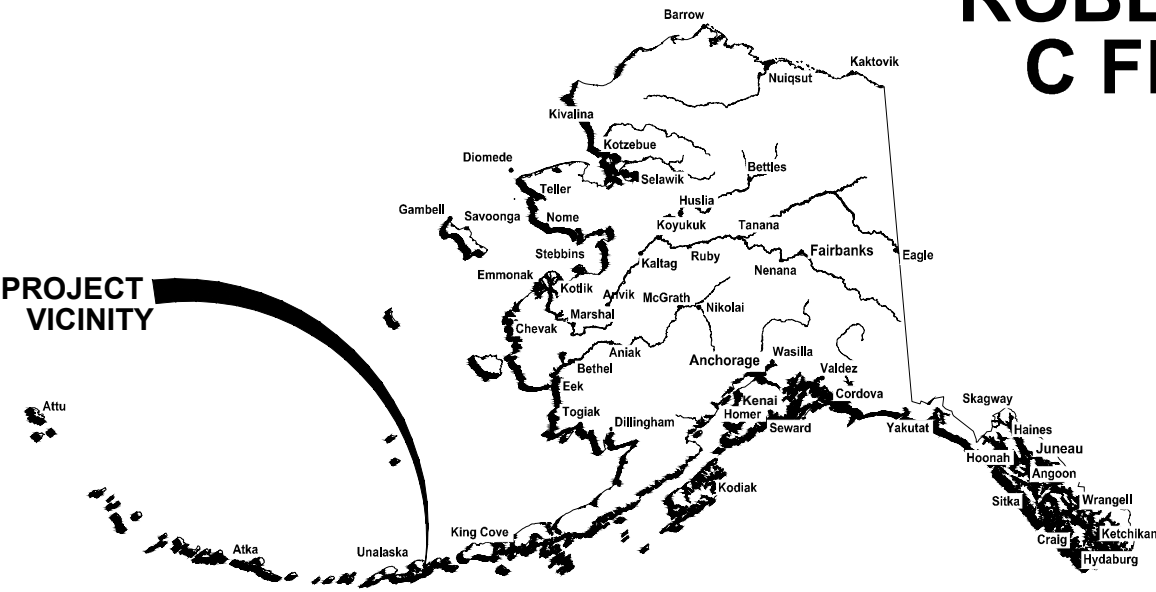 C
Barrow
Kaktovik
Nuiqsut
Kivalina
Kotzebue
Diomede
Bettles
Selawik
Teller
Huslia
Gambell
Savoonga
Nome
Koyukuk
Tanana
Stebbins
Fairbanks
Kaltag
Ruby
Eagle
Emmonak
Nenana
PROJECT
VICINITY
Kotlik
Anvik
McGrath
Nikolai
Marshal
Chevak
Aniak
Anchorage
Wasilla
Bethel
Valdez
Eek
Kenai
Cordova
Attu
Togiak
Dillingham
Homer
Seward
Yakutat
Skagway
Haines
Juneau
Hoonah
Angoon
Kodiak
Sitka
Wrangell
King Cove
Craig
Ketchikan
Atka
Unalaska
Hydaburg